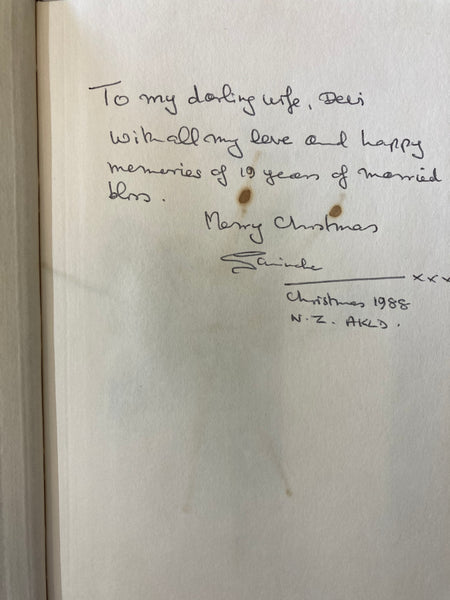 To my darling wife, Devi
with all my love and happy
memories of 19 years of married
bliss.
Merry Christmas
xxx
Christmas 1988
N.Z. AKLD.